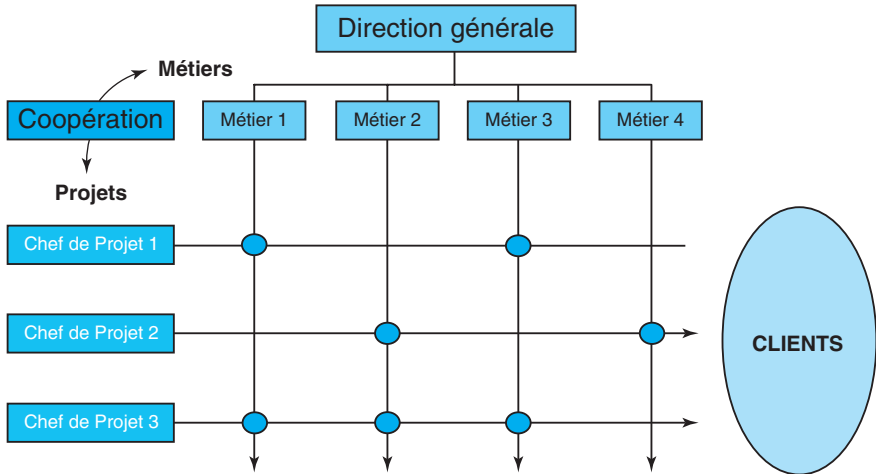 Direction générale
Métiers
Coopération
Métier 1
Métier 2
Métier 3
Métier 4
Projets
Chef de Projet 1
Chef de Projet 2
CLIENTS
Chef de Projet 3